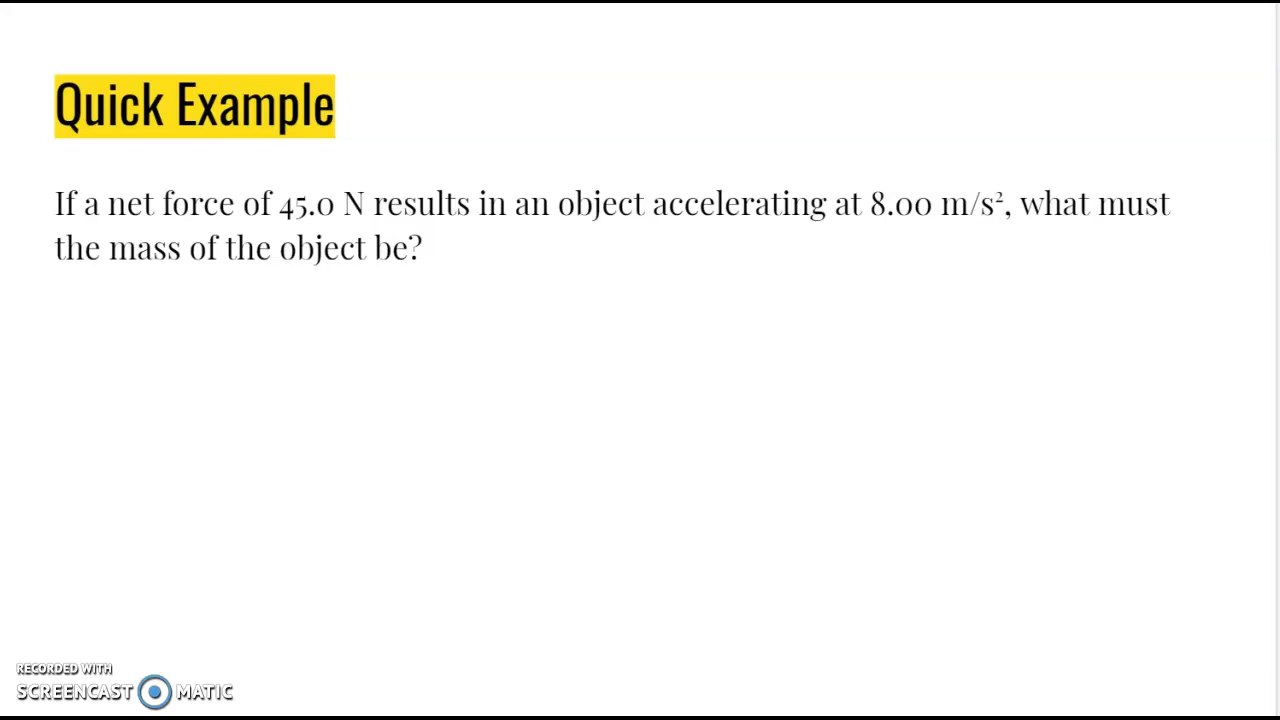 Quick Example
If a net force of 45.0 N results in an object accelerating at 8.00 m/s², what must
the mass of the object be?
RECORDED WITH
SCREENCAST MATIC